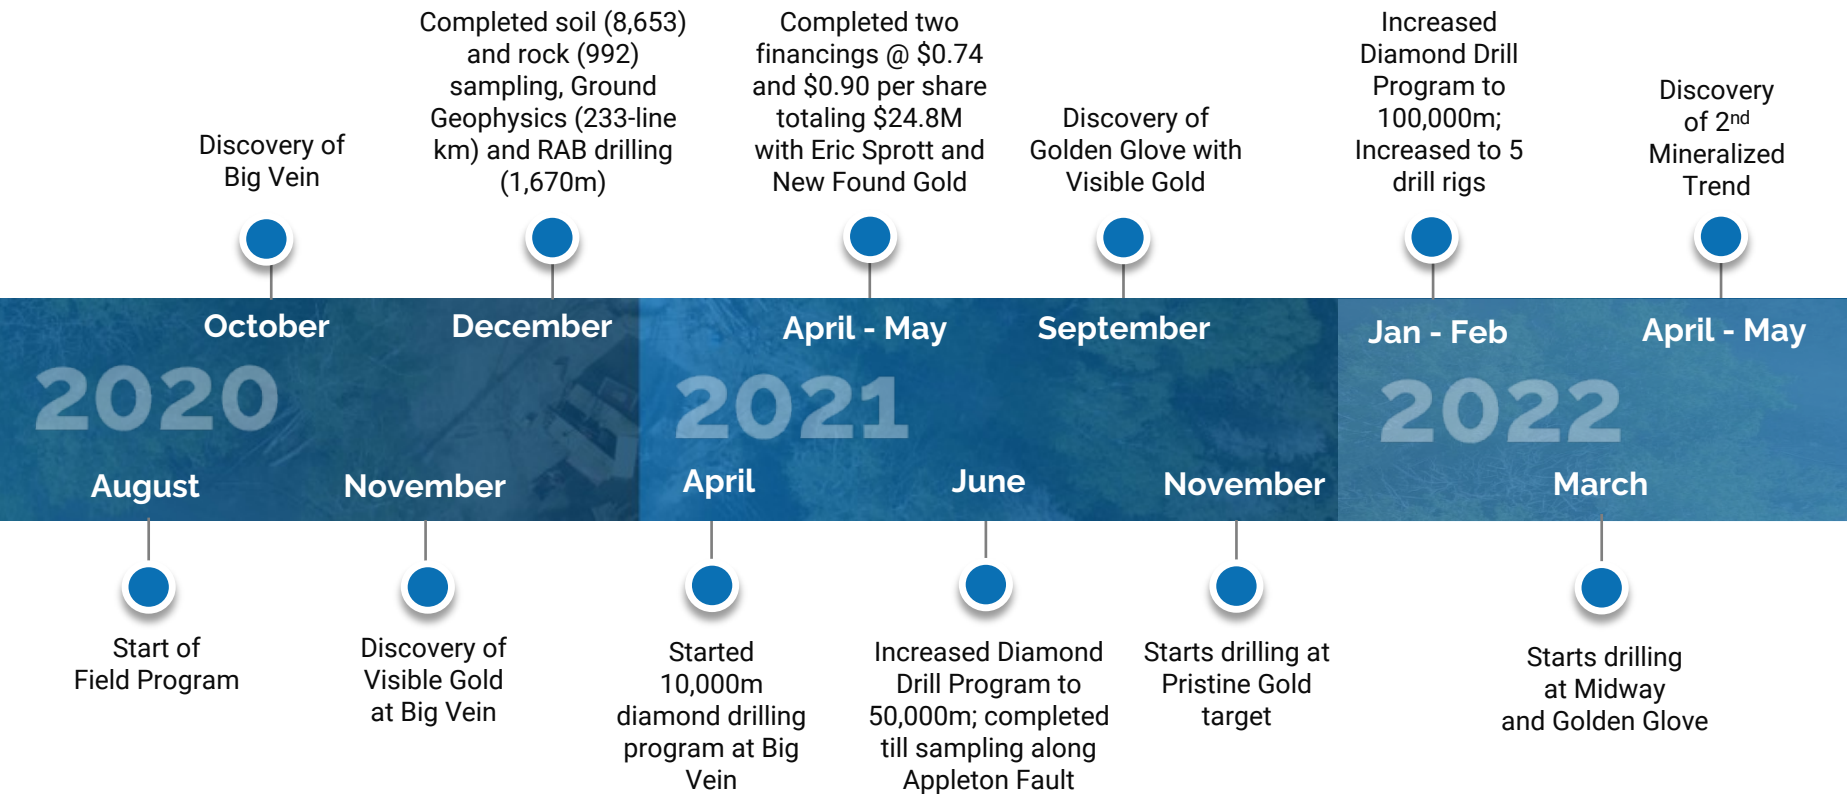 Discovery of
Big Vein
Completed soil (8,653)
and rock (992)
sampling, Ground
Geophysics (233-line
km) and RAB drilling
(1,670m)
Completed two
financings @ $0.74
and $0.90 per share
totaling $24.8M
with Eric Sprott and
New Found Gold
Discovery of
Golden Glove with
Visible Gold
Increased
Diamond Drill
Program to
100,000m;
Increased to 5
drill rigs
Discovery
of 2nd
Mineralized
Trend
October
December
April - May
September
Jan - Feb
April - May
2020
2021
2022
August
November
April
June
November
March
Start of
Field Program
Discovery of
Visible Gold
at Big Vein
Started
10,000m
diamond drilling
program at Big
Vein
Increased Diamond
Drill Program to
50,000m; completed
till sampling along
Appleton Fault
Starts drilling at
Pristine Gold
target
Starts drilling
at Midway
and Golden Glove